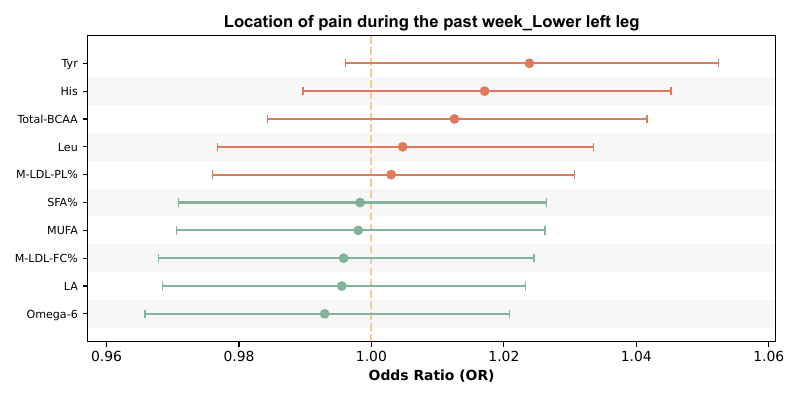 Location of pain during the past week_Lower left leg
Tyr
His
Total-BCAA
Leu
M-LDL-PL%
SFA%
MUFA
M-LDL-FC%
LA
Omega-6
0.96 0.98 1.00 1.02 1.04 1.06
Odds Ratio (OR)